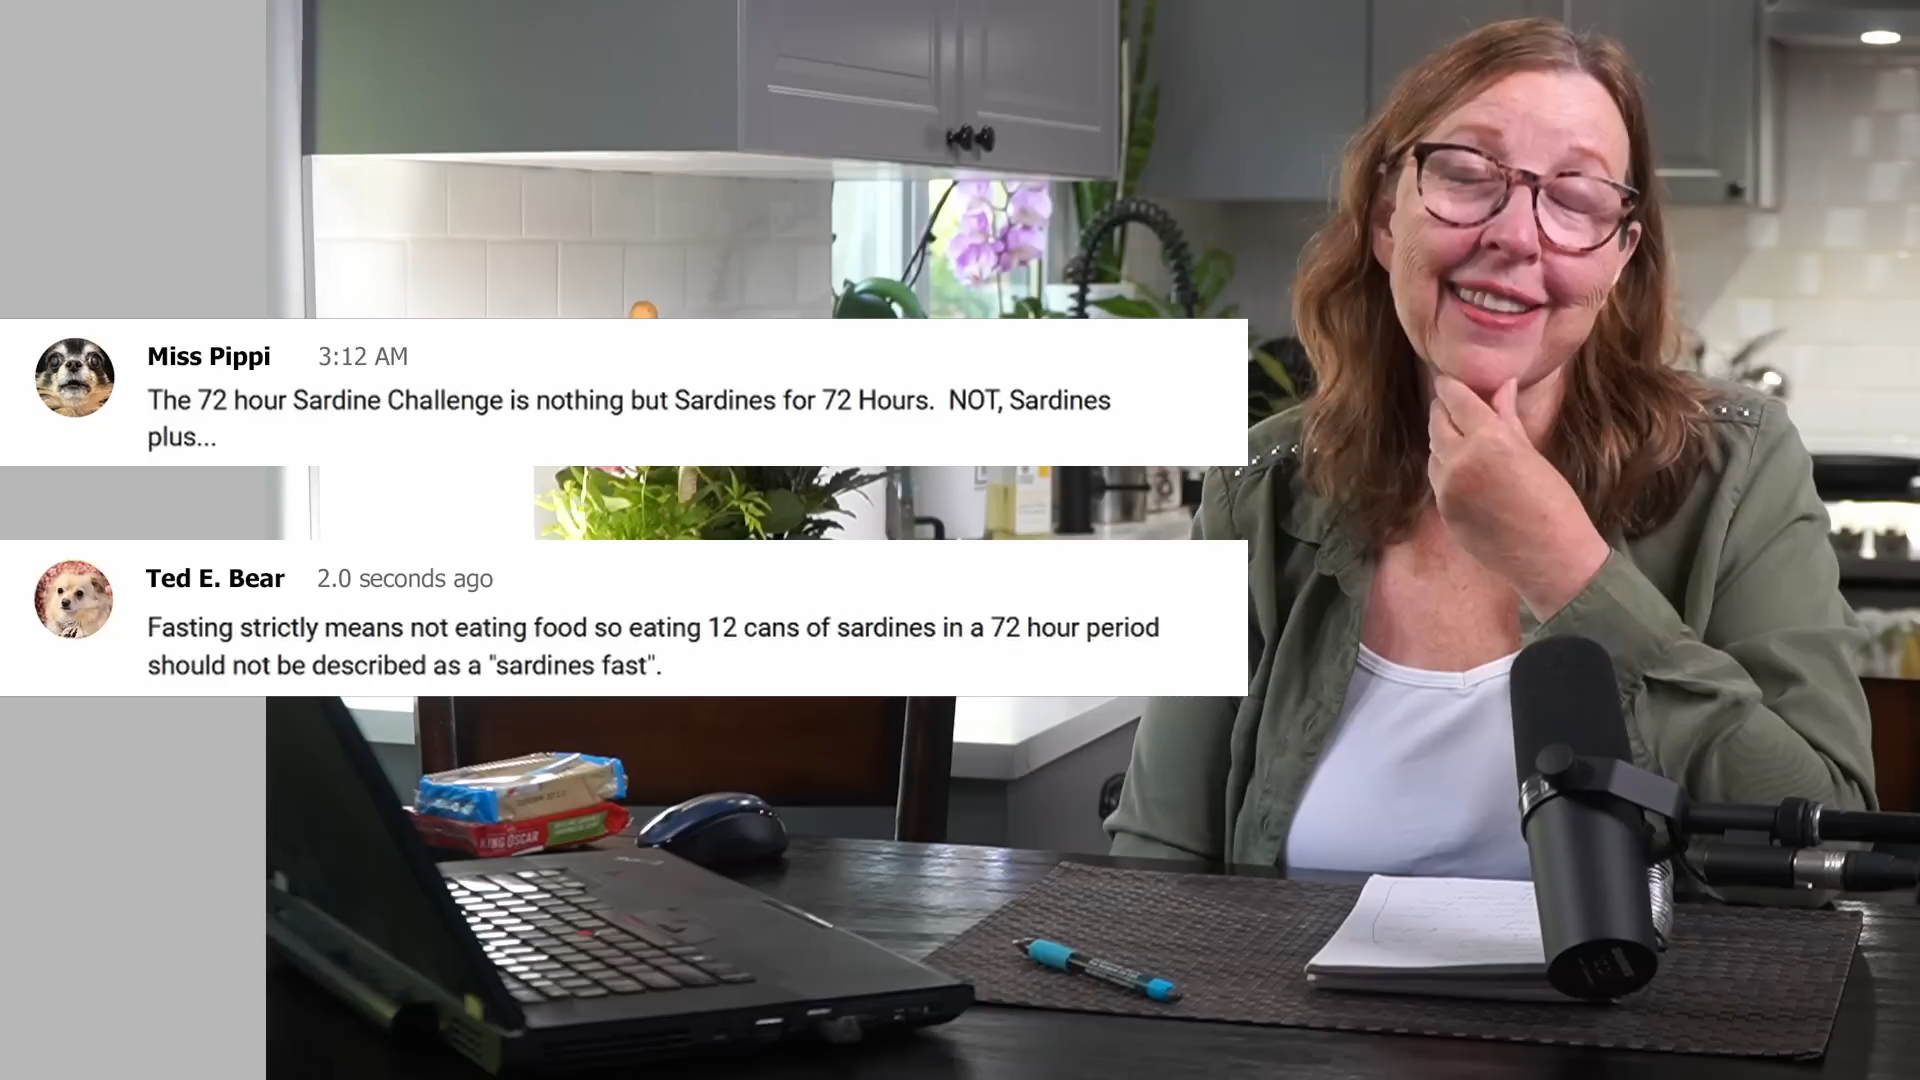 Miss Pippi 3:12 AM
The 72 hour Sardine Challenge is nothing but Sardines for 72 Hours.  NOT, Sardines
plus...
Ted E. Bear 2.0 seconds ago
Fasting strictly means not eating food so eating 12 cans of sardines in a 72 hour period
should not be described as a "sardines fast".
KING OSCAR